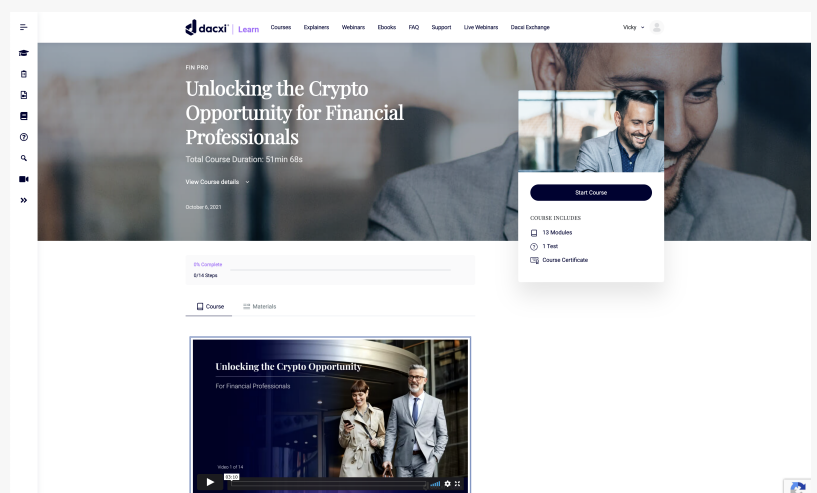 dacxi | Learn
Courses
Explainers
Webinars
Ebooks
FAQ
Support
Live Webinars
Dacxi Exchange
Vicky
FIN PRO
Unlocking the Crypto
Opportunity for Financial
Professionals
Total Course Duration: 51min 68s
View Course details
October 6, 2021
Start Course
COURSE INCLUDES
13 Modules
1 Test
Course Certificate
0% Complete
0/14 Steps
Course
Materials
Unlocking the Crypto Opportunity
For Financial Professionals
Video 1 of 14
03:10